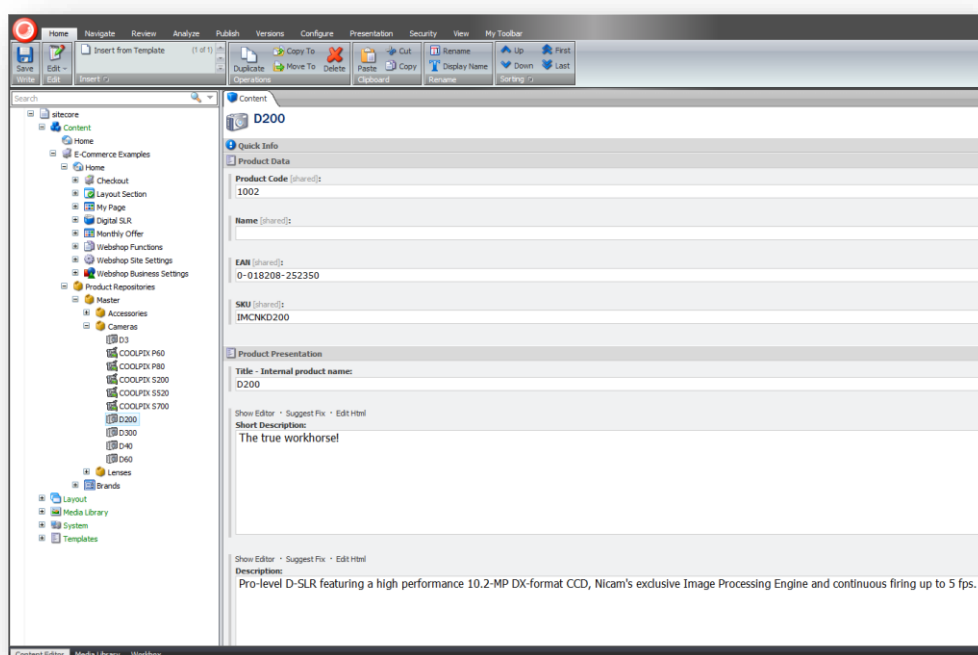 Home Navigate Review Analyze Publish Versions Configure Presentation Security View My Toolbar
Save Edit Insert from Template (1 of 1) Duplicate Copy To Move To Delete Paste Cut Copy Rename Display Name Up Down First Last
Write Edit Insert Operations Clipboard Rename Sorting
Search
Content
sitecore
Content
Home
E-Commerce Examples
Home
Checkout
Layout Section
My Page
Digital SLR
Monthly Offer
Webshop Functions
Webshop Site Settings
Webshop Business Settings
Product Repositories
Master
Accessories
Cameras
D3
COOLPIX P60
COOLPIX P80
COOLPIX S200
COOLPIX S520
COOLPIX S700
D200
D300
D40
D60
Lenses
Brands
Layout
Media Library
System
Templates
D200
Quick Info
Product Data
Product Code [shared]:
1002
Name [shared]:
EAN [shared]:
0-018208-252350
SKU [shared]:
IMCNKD200
Product Presentation
Title - Internal product name:
D200
Show Editor · Suggest Fix · Edit Html
Short Description:
The true workhorse!
Show Editor · Suggest Fix · Edit Html
Description:
Pro-level D-SLR featuring a high performance 10.2-MP DX-format CCD, Nicam's exclusive Image Processing Engine and continuous firing up to 5 fps.
Content Editor Media Library Workbox